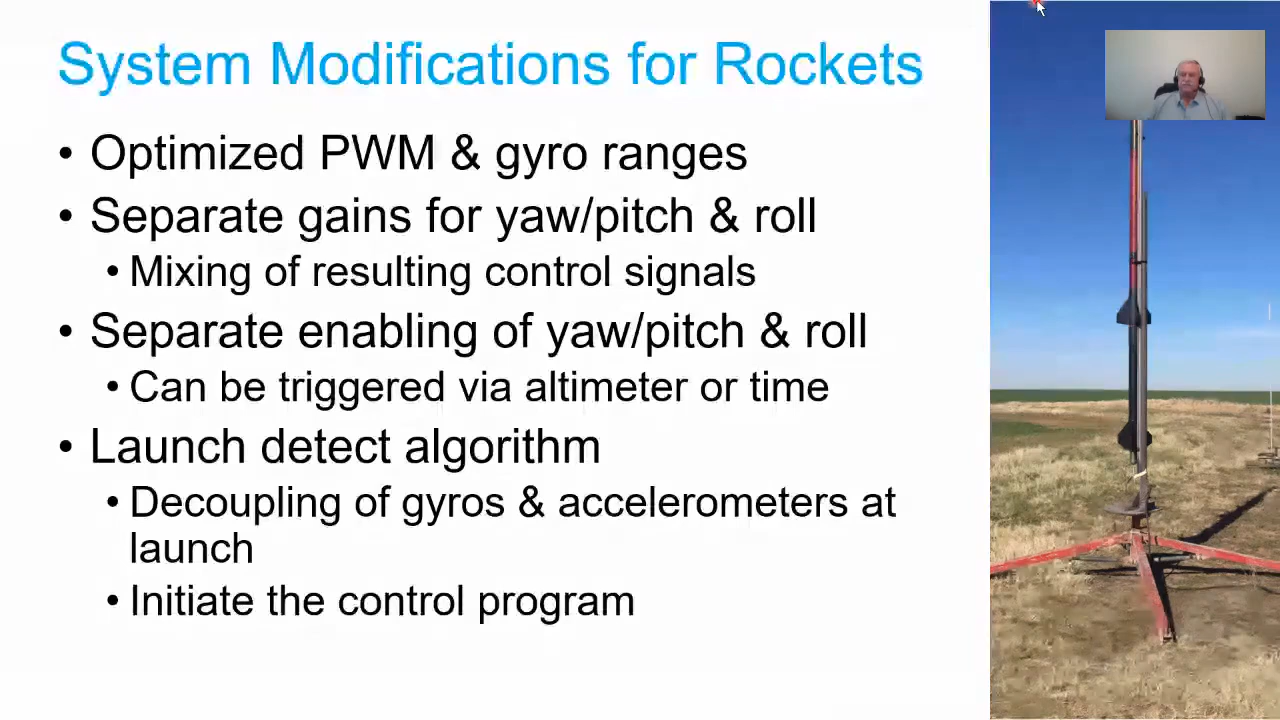 System Modifications for Rockets
• Optimized PWM & gyro ranges
• Separate gains for yaw/pitch & roll
• Mixing of resulting control signals
• Separate enabling of yaw/pitch & roll
• Can be triggered via altimeter or time
• Launch detect algorithm
• Decoupling of gyros & accelerometers at
launch
• Initiate the control program